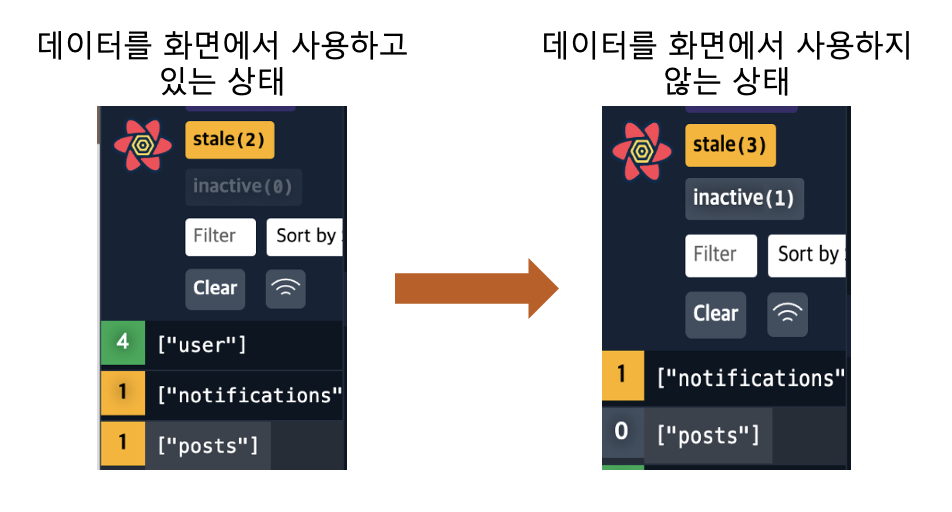 데이터를 화면에서 사용하고
있는 상태
stale(2)
inactive(0)
Filter
Sort by
Clear
4
["user"]
1
["notifications"
1
["posts"]
데이터를 화면에서 사용하지
않는 상태
stale(3)
inactive(1)
Filter
Sort by
Clear
1
["notifications"
0
["posts"]